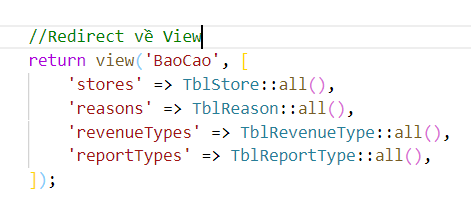 //Redirect về View
return view('BaoCao', [
'stores' => TblStore::all(),
'reasons' => TblReason::all(),
'revenueTypes' => TblRevenueType::all(),
'reportTypes' => TblReportType::all(),
]);